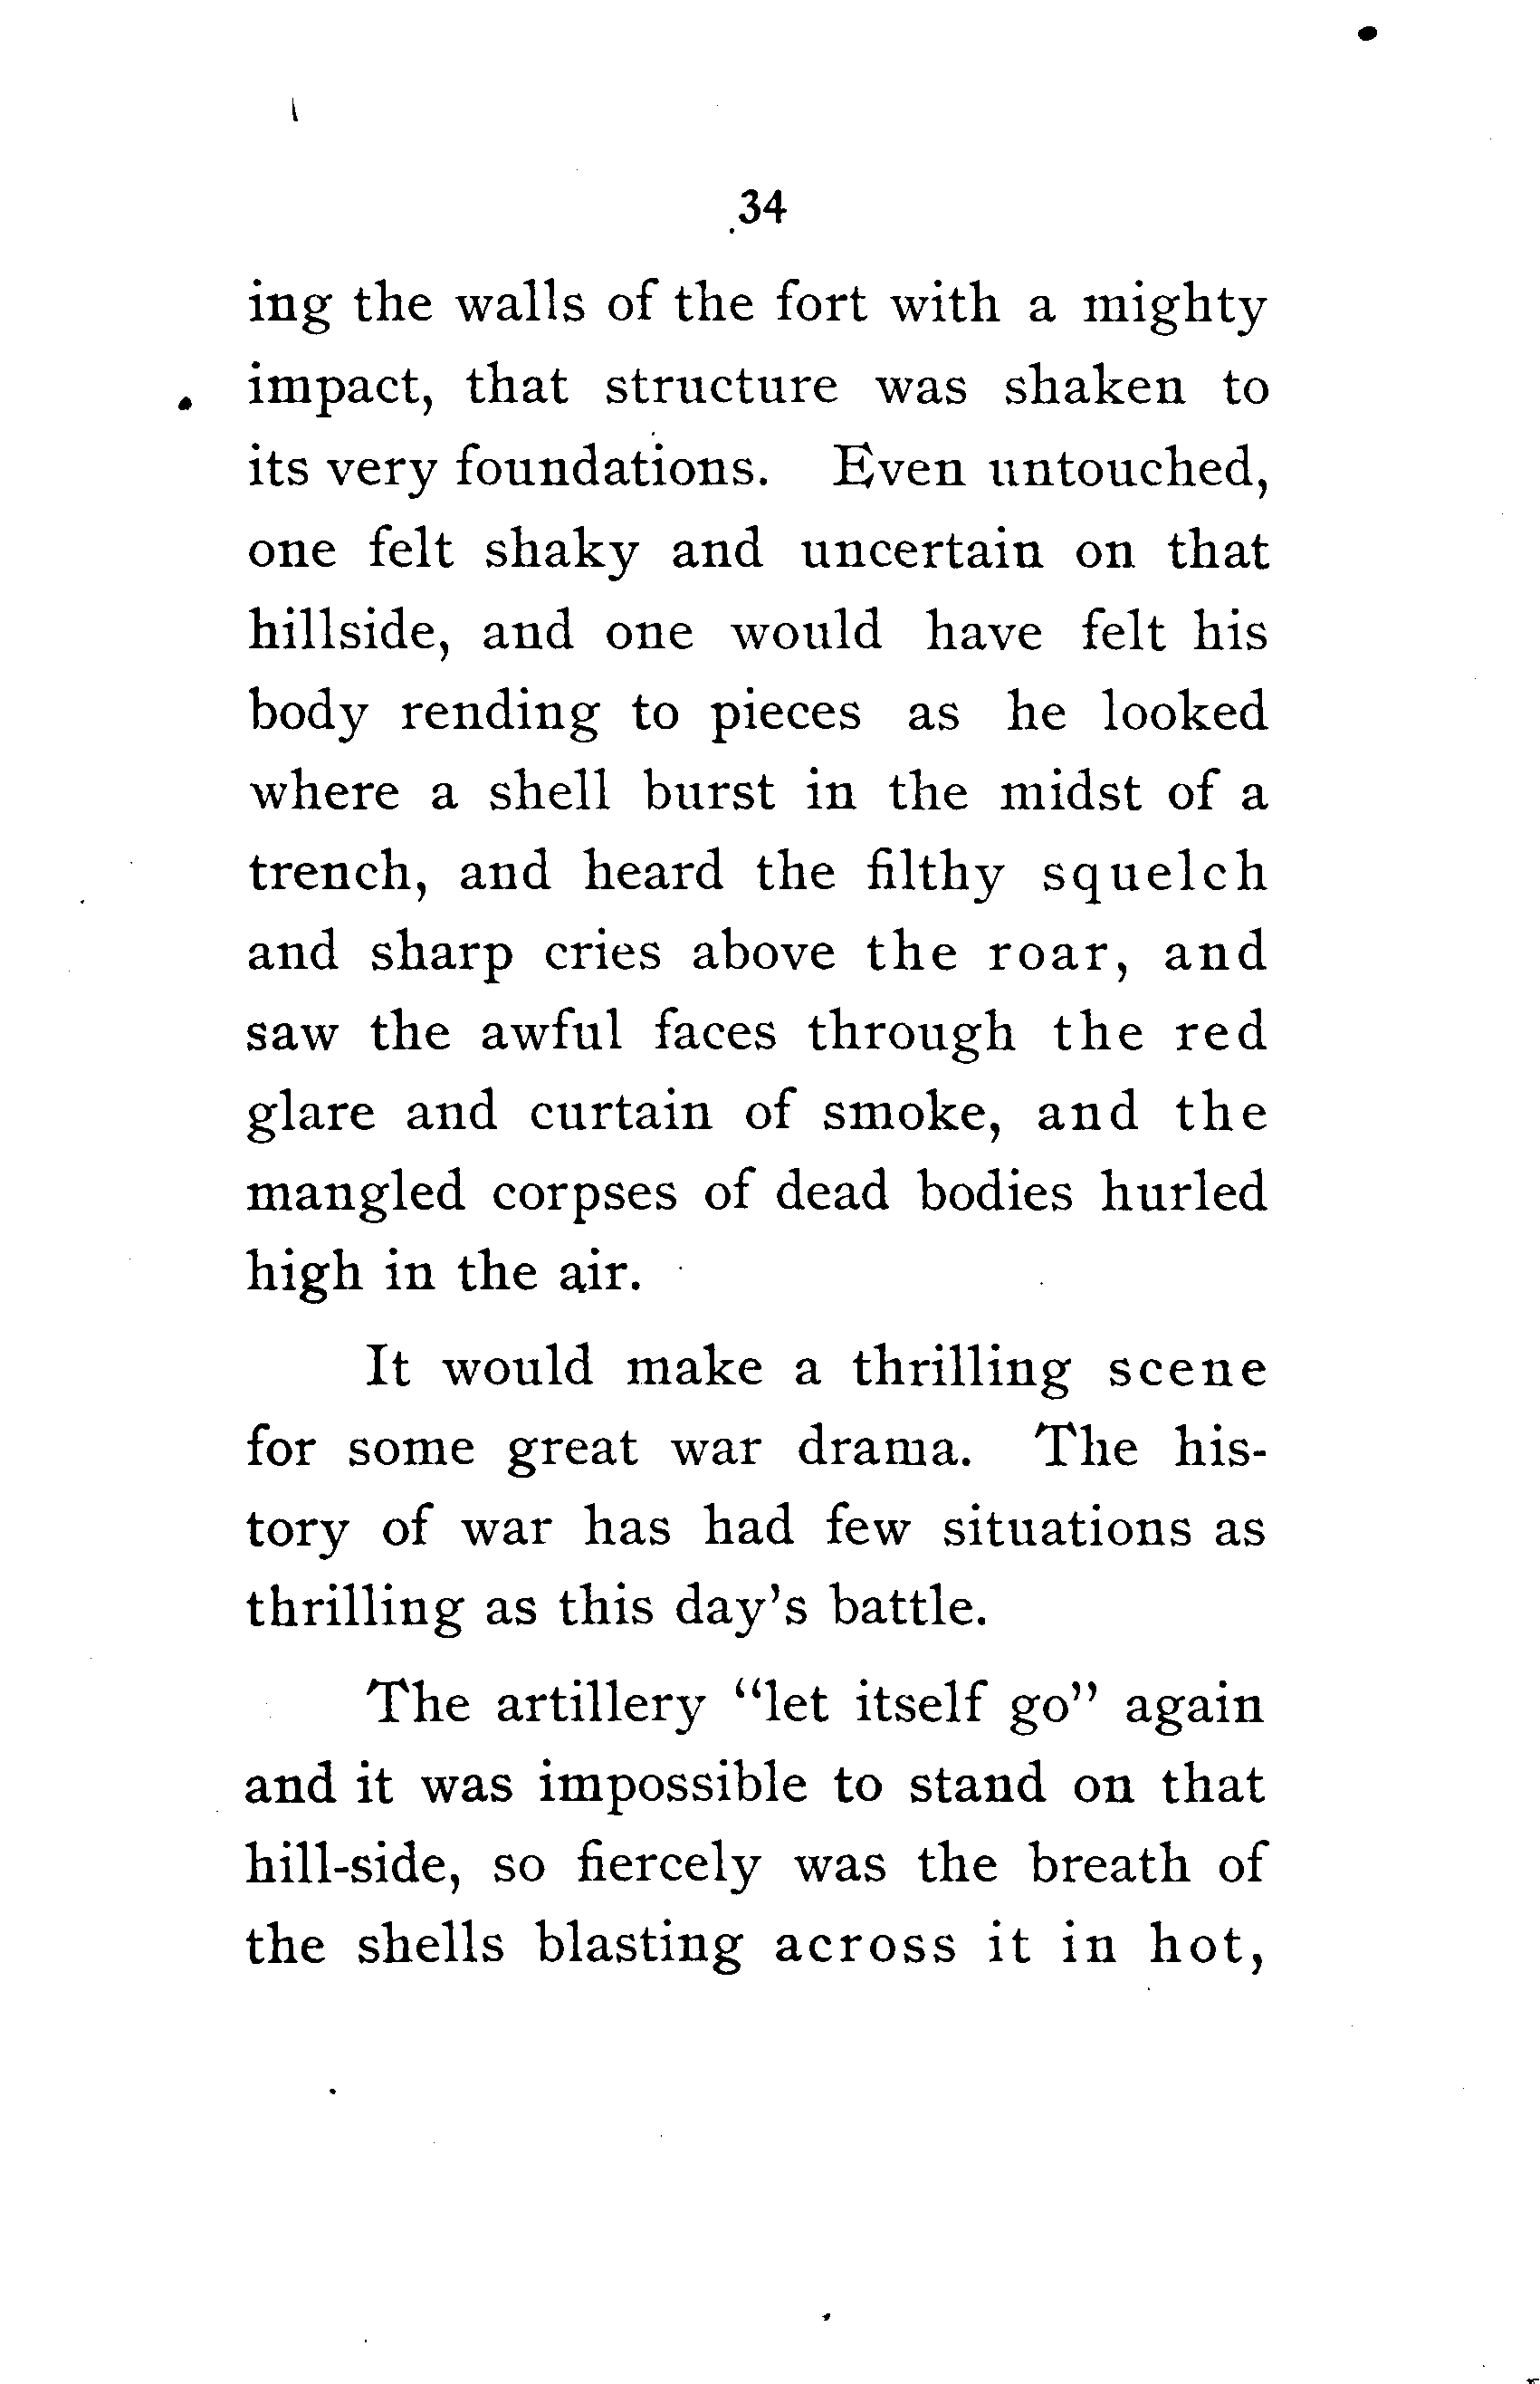 34
ing the walls of the fort with a mighty
impact, that structure was shaken to
its very foundations. Even untouched,
one felt shaky and uncertain on that
hillside, and one would have felt his
body rending to pieces as he looked
where a shell burst in the midst of a
trench, and heard the filthy squelch
and sharp cries above the roar, and
saw the awful faces through the red
glare and curtain of smoke, and the
mangled corpses of dead bodies hurled
high in the air.
It would make a thrilling scene
for some great war drama. The his-
tory of war has had few situations as
thrilling as this day's battle.
The artillery "let itself go" again
and it was impossible to stand on that
hill-side, so fiercely was the breath of
the shells blasting across it in hot,